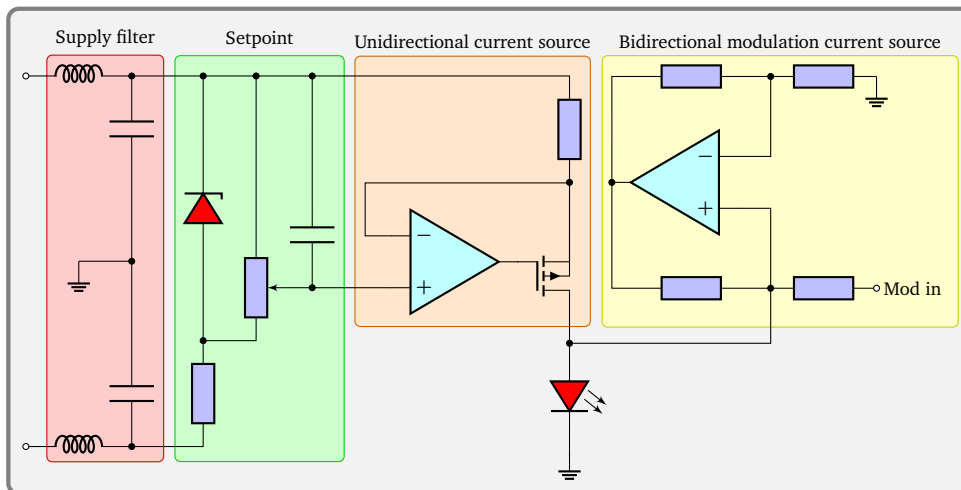 Supply filter
Setpoint
Unidirectional current source
Bidirectional modulation current source
−
+
−
+
Mod in